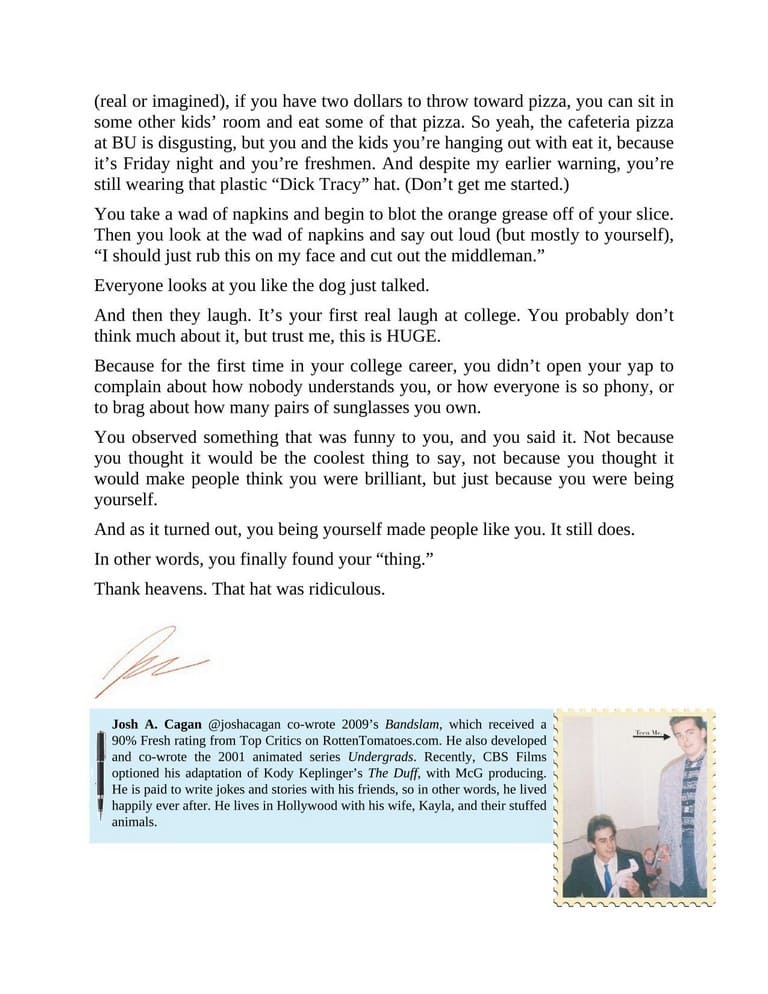 (real or imagined), if you have two dollars to throw toward pizza, you can sit in
some other kids’ room and eat some of that pizza. So yeah, the cafeteria pizza
at BU is disgusting, but you and the kids you’re hanging out with eat it, because
it’s Friday night and you’re freshmen. And despite my earlier warning, you’re
still wearing that plastic “Dick Tracy” hat. (Don’t get me started.)
You take a wad of napkins and begin to blot the orange grease off of your slice.
Then you look at the wad of napkins and say out loud (but mostly to yourself),
“I should just rub this on my face and cut out the middleman.”
Everyone looks at you like the dog just talked.
And then they laugh. It’s your first real laugh at college. You probably don’t
think much about it, but trust me, this is HUGE.
Because for the first time in your college career, you didn’t open your yap to
complain about how nobody understands you, or how everyone is so phony, or
to brag about how many pairs of sunglasses you own.
You observed something that was funny to you, and you said it. Not because
you thought it would be the coolest thing to say, not because you thought it
would make people think you were brilliant, but just because you were being
yourself.
And as it turned out, you being yourself made people like you. It still does.
In other words, you finally found your “thing.”
Thank heavens. That hat was ridiculous.
Josh A. Cagan @joshacagan co-wrote 2009’s Bandslam, which received a
90% Fresh rating from Top Critics on RottenTomatoes.com. He also developed
and co-wrote the 2001 animated series Undergrads. Recently, CBS Films
optioned his adaptation of Kody Keplinger’s The Duff, with McG producing.
He is paid to write jokes and stories with his friends, so in other words, he lived
happily ever after. He lives in Hollywood with his wife, Kayla, and their stuffed
animals.
Teen Me.